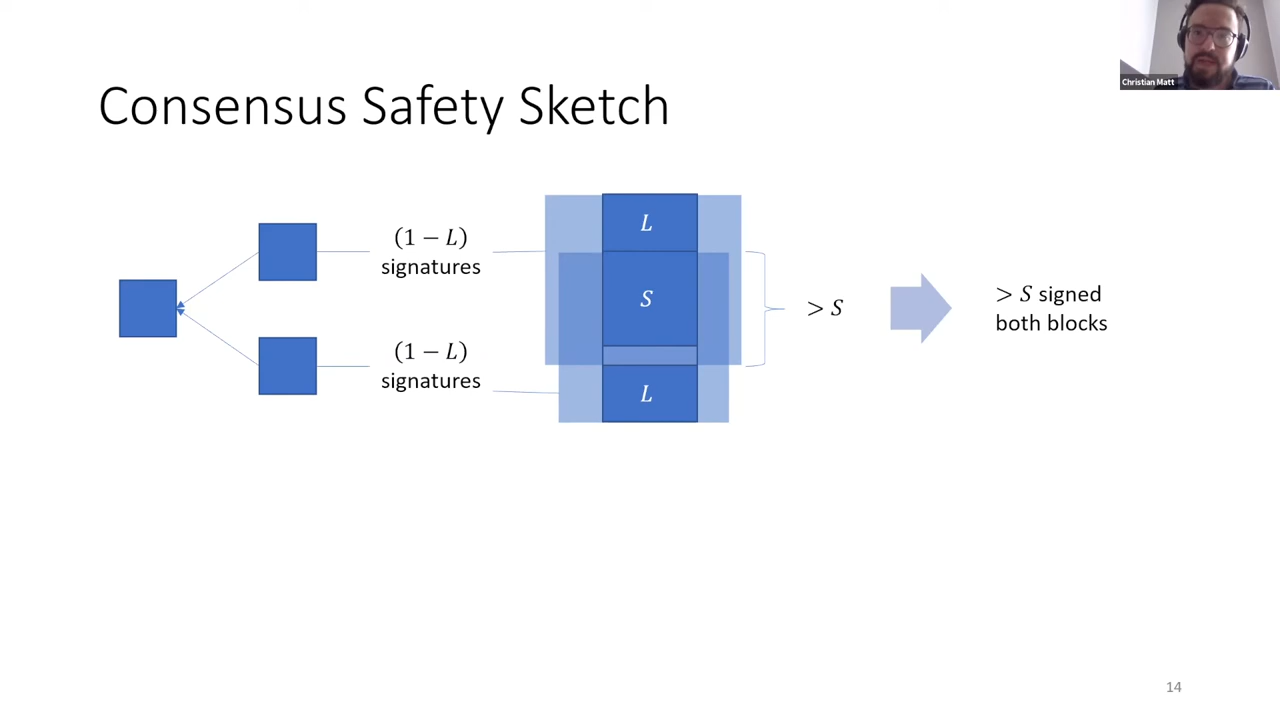 Christian Matt
Consensus Safety Sketch
(1 − L)
signatures
(1 − L)
signatures
L
S
L
> S
> S signed
both blocks
14